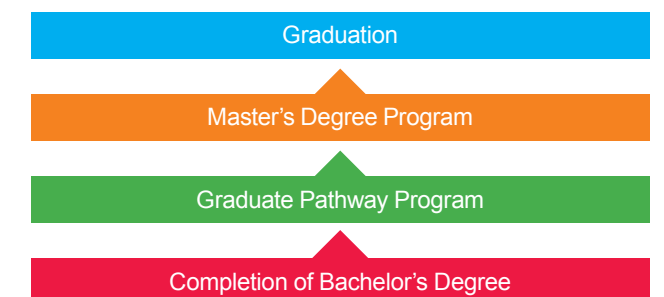 Graduation
Master’s Degree Program
Graduate Pathway Program
Completion of Bachelor’s Degree